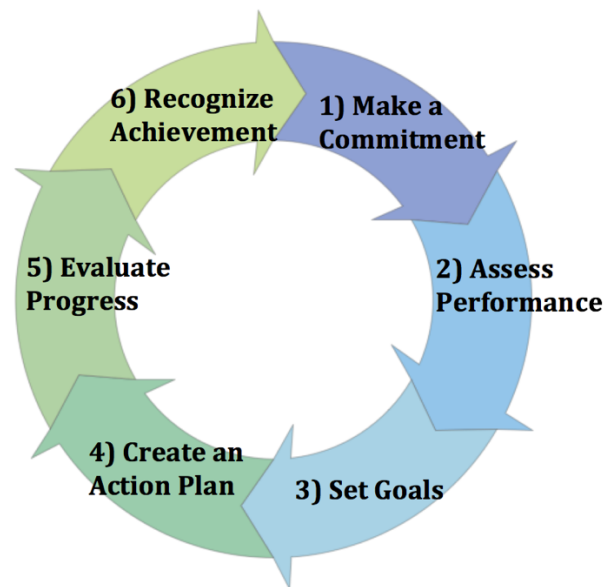 1) Make a
Commitment
2) Assess
Performance
3) Set Goals
4) Create an
Action Plan
5) Evaluate
Progress
6) Recognize
Achievement